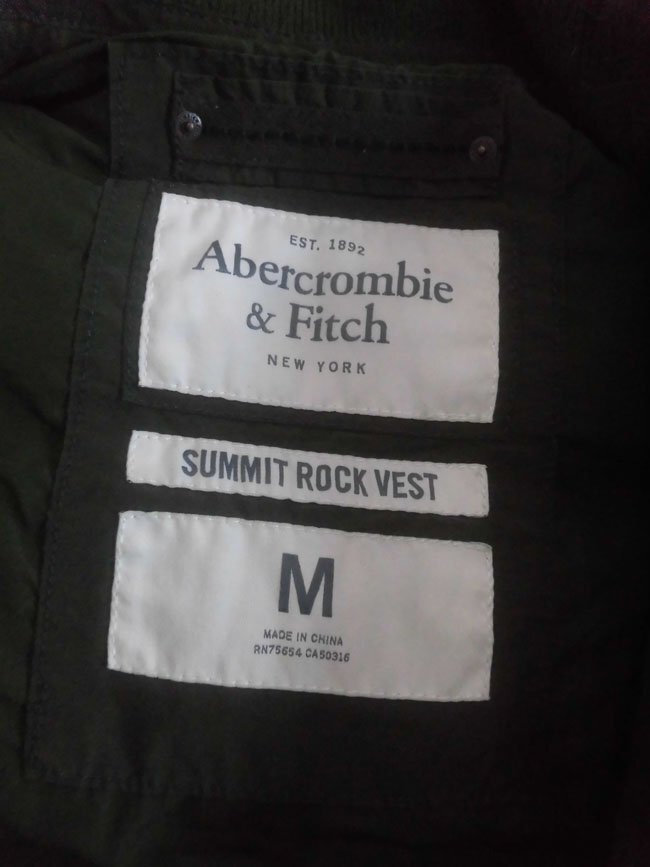 EST. 1892
Abercrombie
& Fitch
NEW YORK
SUMMIT ROCK VEST
M
MADE IN CHINA
RN75654 CA50316